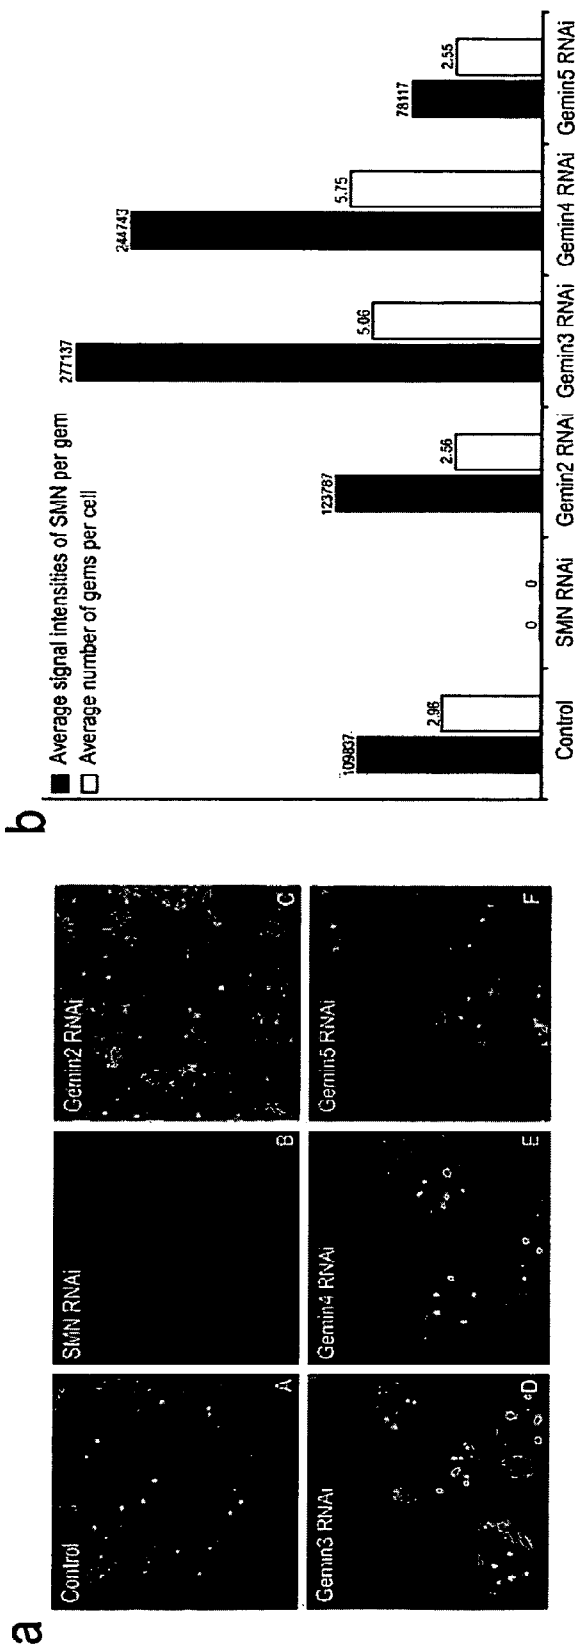 a
Control
A
SMN RNAi
B
Gemin2 RNAi
C
Gemin3 RNAi
D
Gemin4 RNAi
E
Gemin5 RNAi
F
b
Average signal intensities of SMN per gem
Average number of gems per cell
109837
2.96
0
0
123787
2.56
277137
5.06
244743
5.75
78117
2.55
Control
SMN RNAi
Gemin2 RNAi
Gemin3 RNAi
Gemin4 RNAi
Gemin5 RNAi